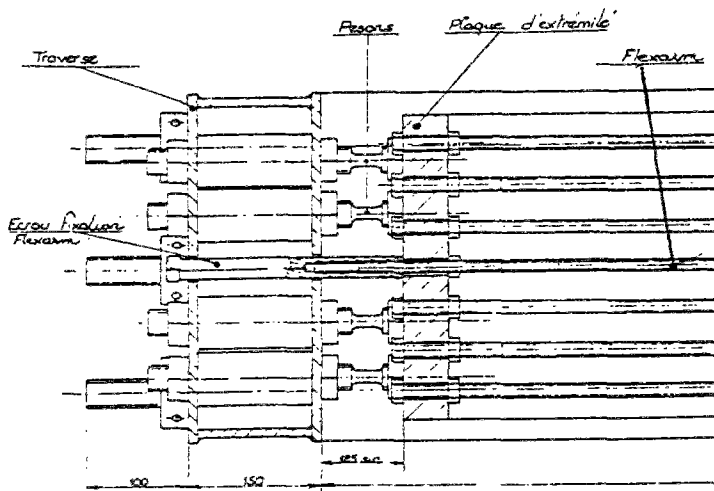 Pesons
Plaque d'extrémité
Traverse
Flexarm
Ecrou fixation
Flexarm
100
150